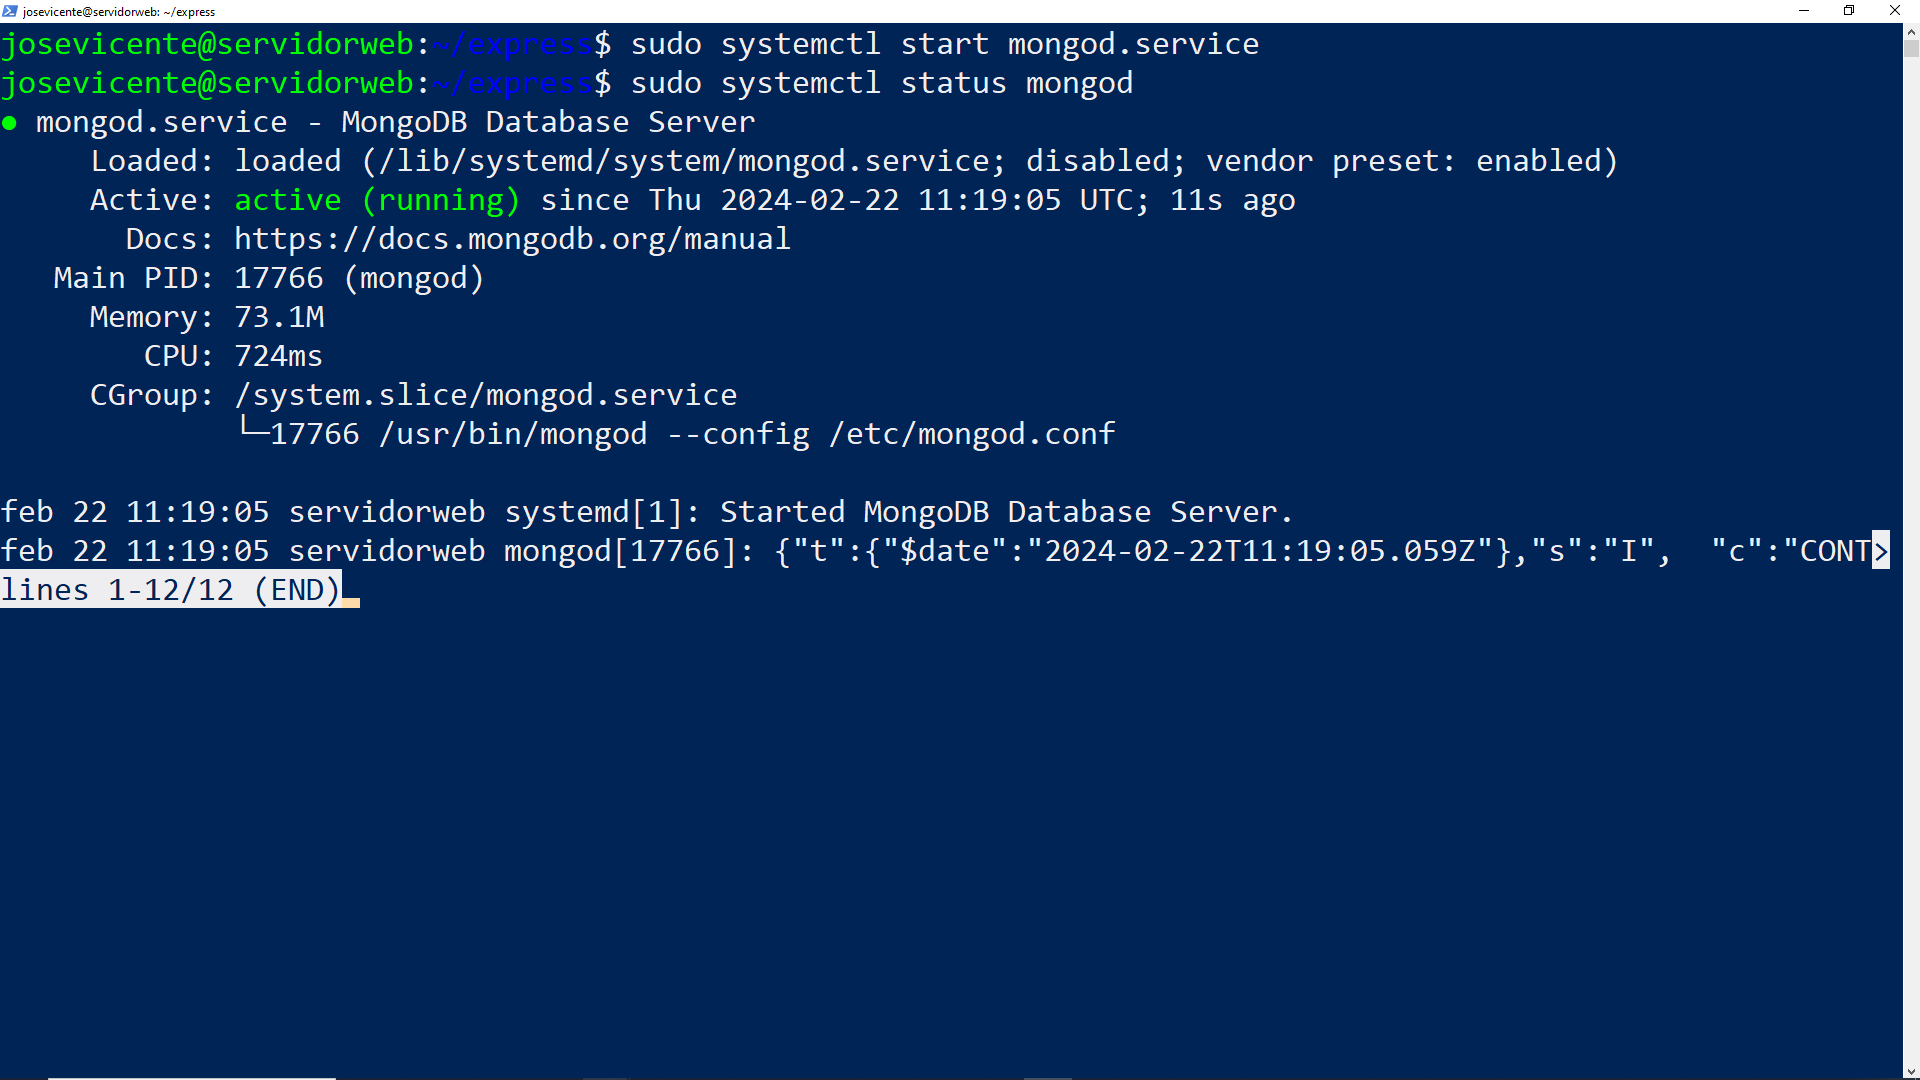 josevicente@servidorweb: ~/express
josevicente@servidorweb:~/express$ sudo systemctl start mongod.service
josevicente@servidorweb:~/express$ sudo systemctl status mongod
● mongod.service - MongoDB Database Server
Loaded: loaded (/lib/systemd/system/mongod.service; disabled; vendor preset: enabled)
Active: active (running) since Thu 2024-02-22 11:19:05 UTC; 11s ago
Docs: https://docs.mongodb.org/manual
Main PID: 17766 (mongod)
Memory: 73.1M
CPU: 724ms
CGroup: /system.slice/mongod.service
└─17766 /usr/bin/mongod --config /etc/mongod.conf
feb 22 11:19:05 servidorweb systemd[1]: Started MongoDB Database Server.
feb 22 11:19:05 servidorweb mongod[17766]: {"t":{"$date":"2024-02-22T11:19:05.059Z"},"s":"I",  "c":"CONT>
lines 1-12/12 (END)